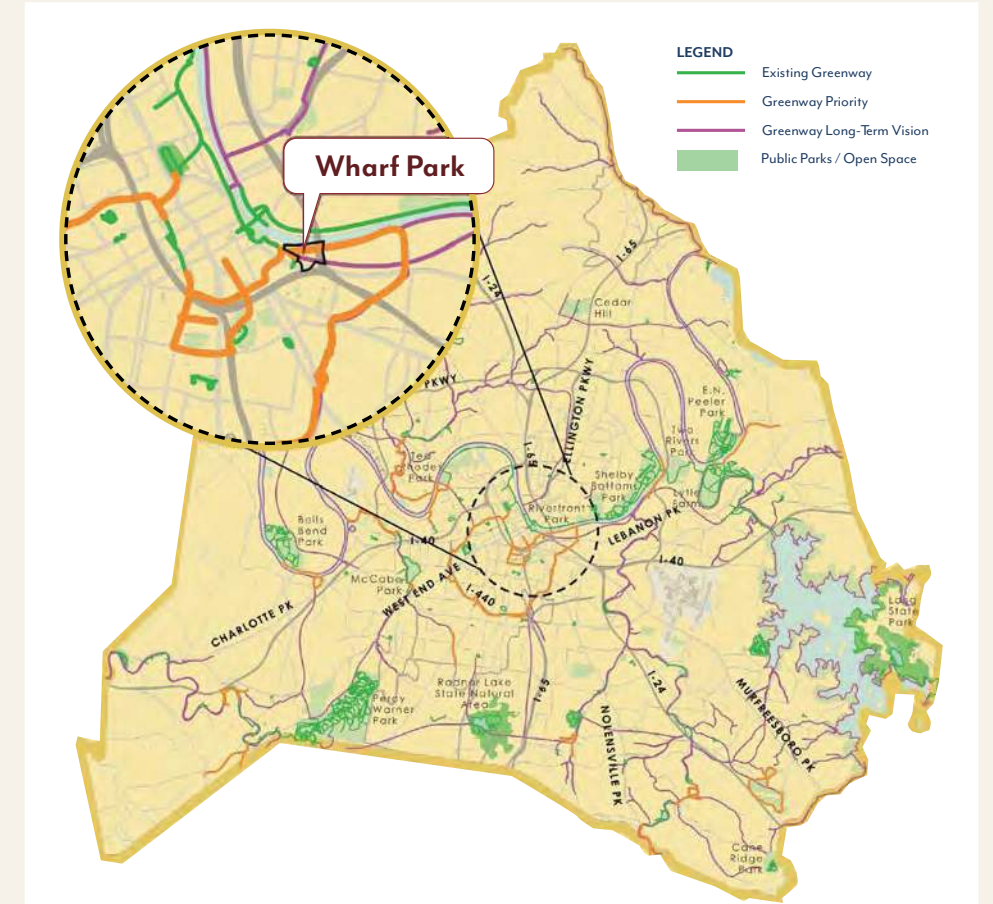 LEGEND
Existing Greenway
Greenway Priority
Greenway Long-Term Vision
Public Parks / Open Space
Wharf Park
I-65
I-24
Cedar
Hill
PKWY
ELLINGTON PKWY
E.N.
Peeler
Park
Two
Rivers
Park
I-65
Ted
Rhodes
Park
Shelby
Bottoms
Park
Lytle
Farm
Riverfront
Park
LEBANON PK
Bells
Bend
Park
I-40
I-40
McCabe
Park
WEST END AVE
I-440
CHARLOTTE PK
Long
State
Park
Radnor Lake
State Natural
Area
Percy
Warner
Park
I-65
I-24
NOLENSVILLE PK
MURFREESBORO PK
Cane
Ridge
Park